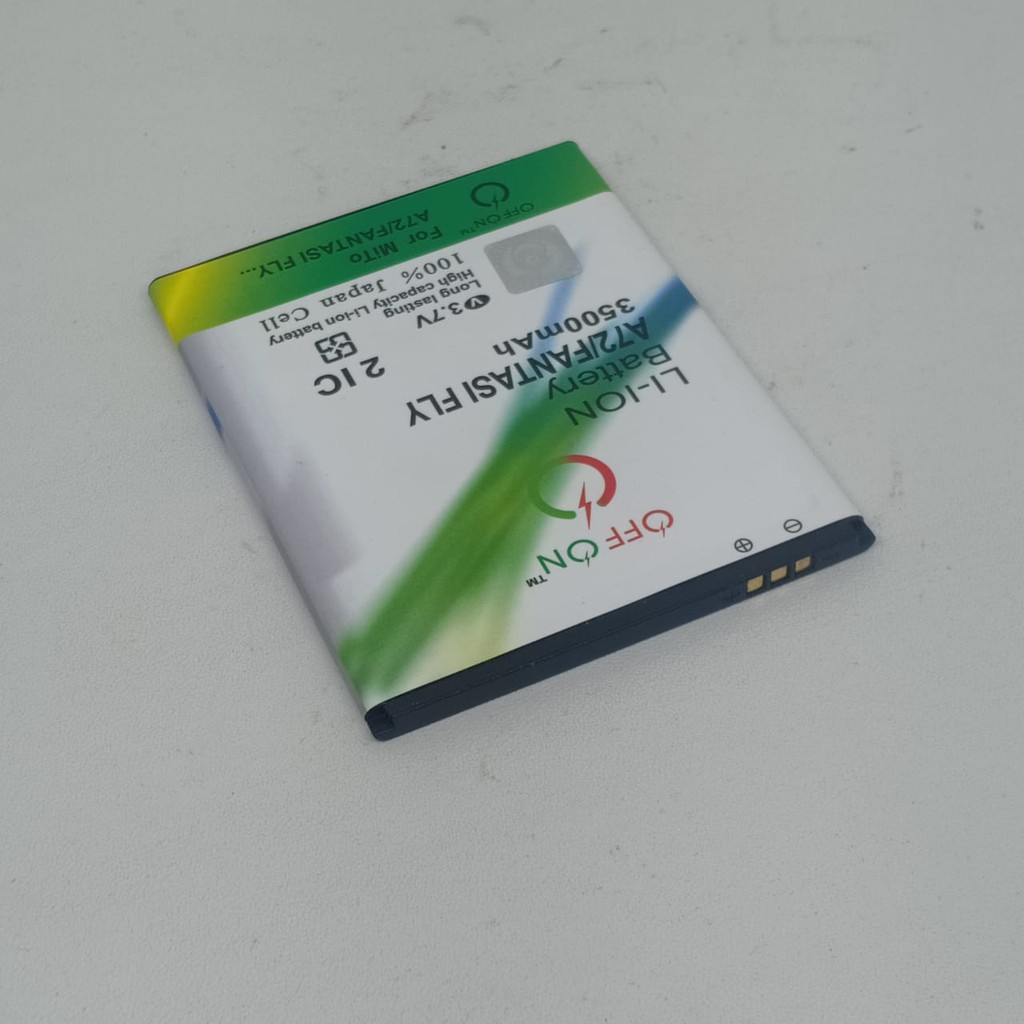 OFF ON™
LI-ION
Battery
A72/FANTASI FLY
3500mAh
2 IC
V 3.7V
Long lasting
High capacity Li-Ion battery
100% Japan Cell
OFFON™
For MiTo
A72/FANTASI FLY...